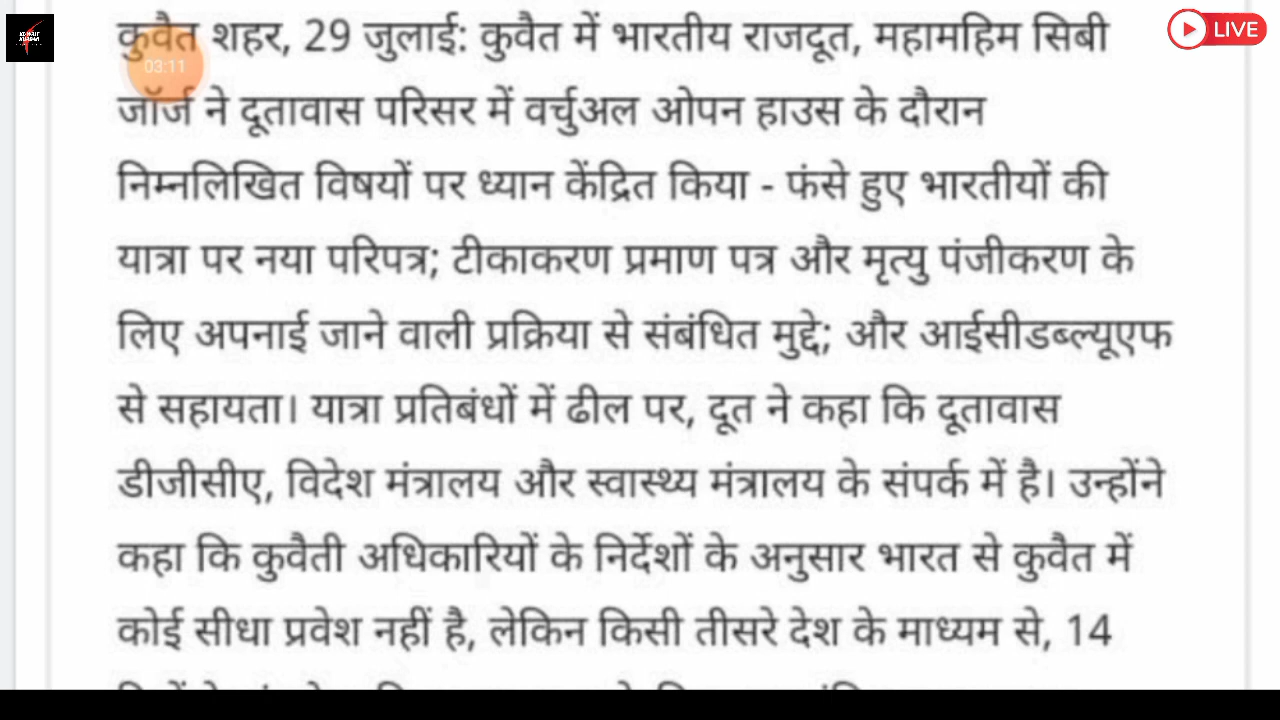 कुवैत शहर, 29 जुलाई: कुवैत में भारतीय राजदूत, महामहिम सिबी
LIVE
03:11
जॉर्ज ने दूतावास परिसर में वर्चुअल ओपन हाउस के दौरान
निम्नलिखित विषयों पर ध्यान केंद्रित किया - फंसे हुए भारतीयों की
यात्रा पर नया परिपत्र; टीकाकरण प्रमाण पत्र और मृत्यु पंजीकरण के
लिए अपनाई जाने वाली प्रक्रिया से संबंधित मुद्दे; और आईसीडब्ल्यूएफ
से सहायता। यात्रा प्रतिबंधों में ढील पर, दूत ने कहा कि दूतावास
डीजीसीए, विदेश मंत्रालय और स्वास्थ्य मंत्रालय के संपर्क में है। उन्होंने
कहा कि कुवैती अधिकारियों के निर्देशों के अनुसार भारत से कुवैत में
कोई सीधा प्रवेश नहीं है, लेकिन किसी तीसरे देश के माध्यम से, 14